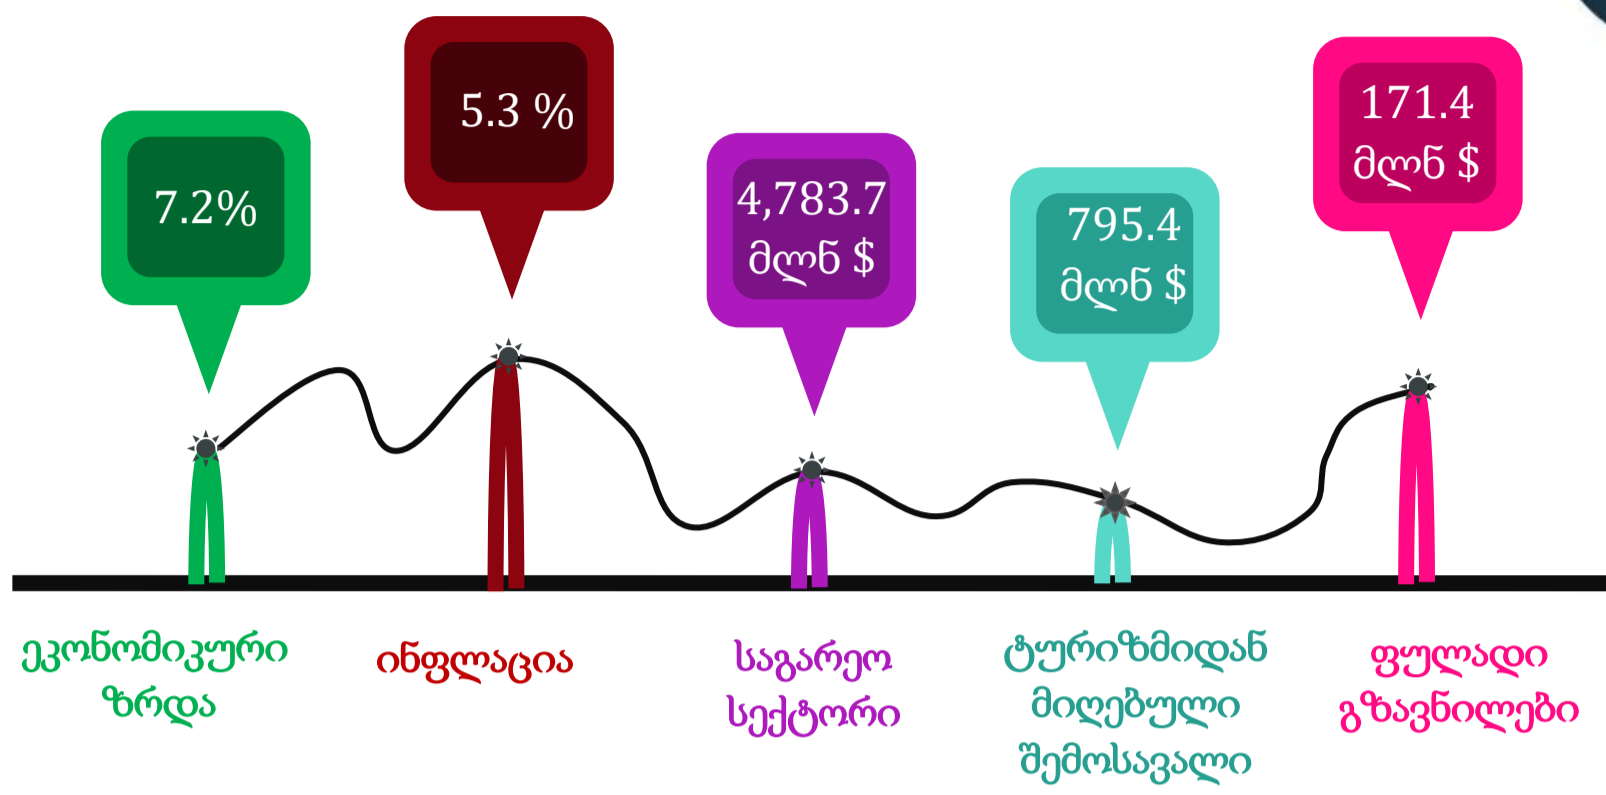 7.2%
5.3 %
4,783.7
მლნ $
795.4
მლნ $
171.4
მლნ $
ეკონომიკური
ზრდა
ინფლაცია
საგარეო
სექტორი
ტურიზმიდან
მიღებული
შემოსავალი
ფულადი
გზავნილები